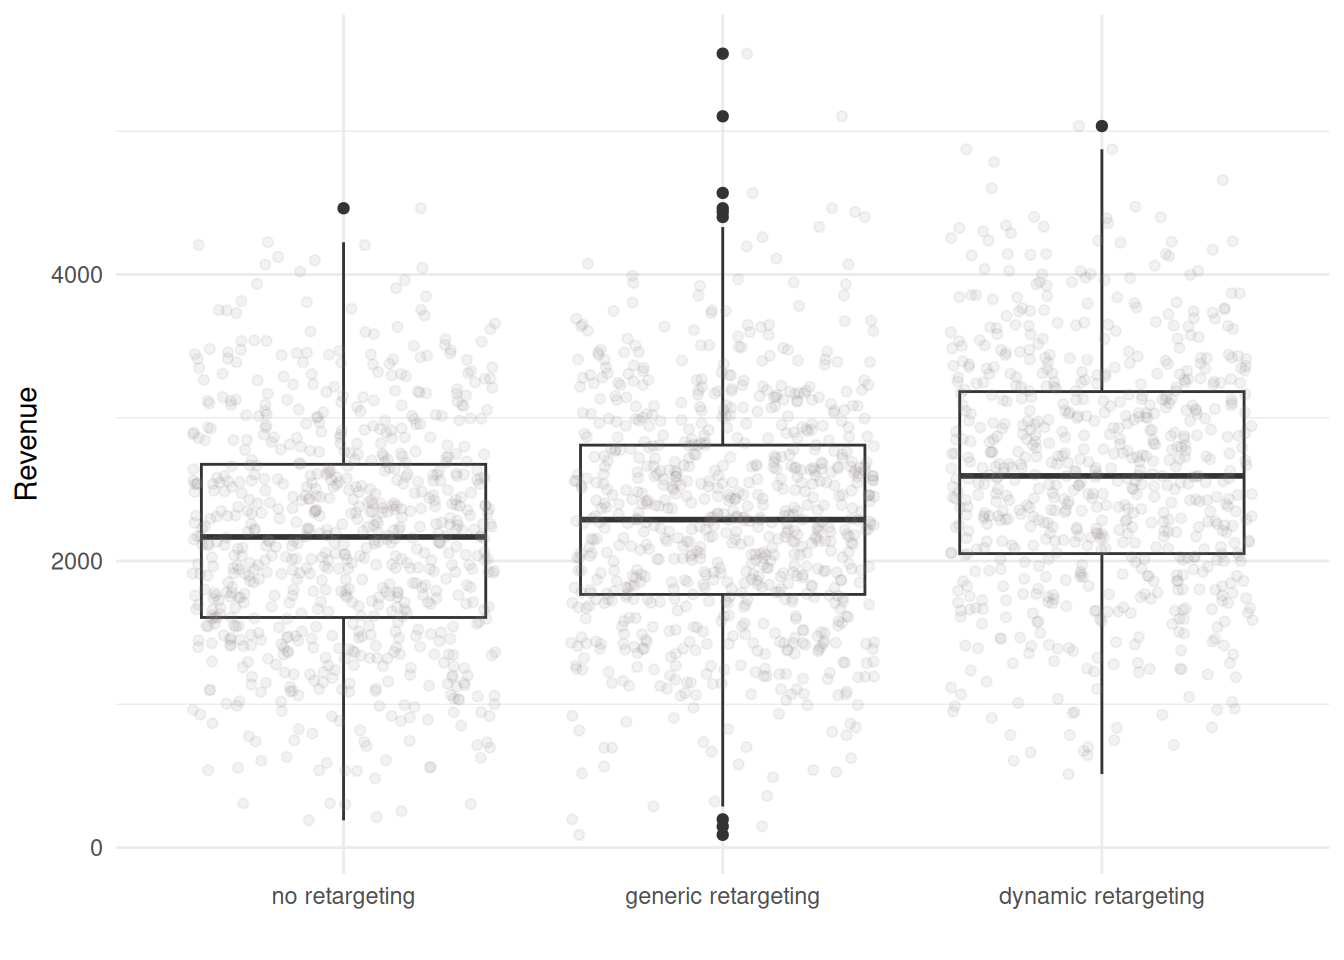 Revenue
4000
2000
0
no retargeting
generic retargeting
dynamic retargeting